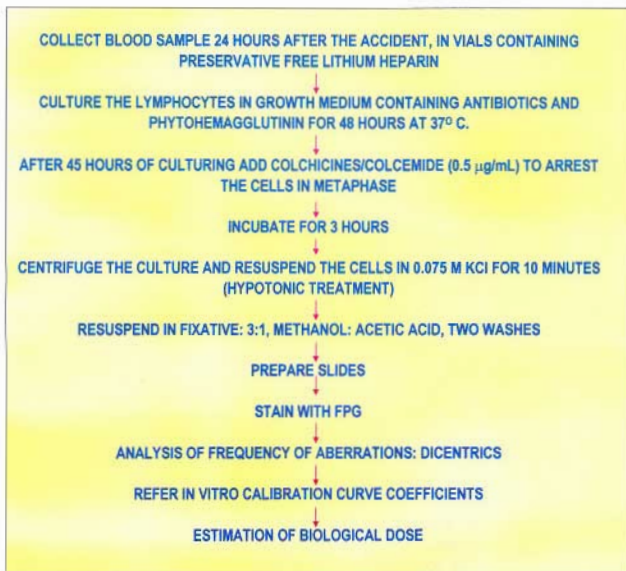 COLLECT BLOOD SAMPLE 24 HOURS AFTER THE ACCIDENT, IN VIALS CONTAINING
PRESERVATIVE FREE LITHIUM HEPARIN
CULTURE THE LYMPHOCYTES IN GROWTH MEDIUM CONTAINING ANTIBIOTICS AND
PHYTOHEMAGGLUTININ FOR 48 HOURS AT 37⁰ C.
AFTER 45 HOURS OF CULTURING ADD COLCHICINES/COLCEMIDE (0.5 µg/mL) TO ARREST
THE CELLS IN METAPHASE
INCUBATE FOR 3 HOURS
CENTRIFUGE THE CULTURE AND RESUSPEND THE CELLS IN 0.075 M KCl FOR 10 MINUTES
(HYPOTONIC TREATMENT)
RESUSPEND IN FIXATIVE: 3:1, METHANOL: ACETIC ACID, TWO WASHES
PREPARE SLIDES
STAIN WITH FPG
ANALYSIS OF FREQUENCY OF ABERRATIONS: DICENTRICS
REFER IN VITRO CALIBRATION CURVE COEFFICIENTS
ESTIMATION OF BIOLOGICAL DOSE